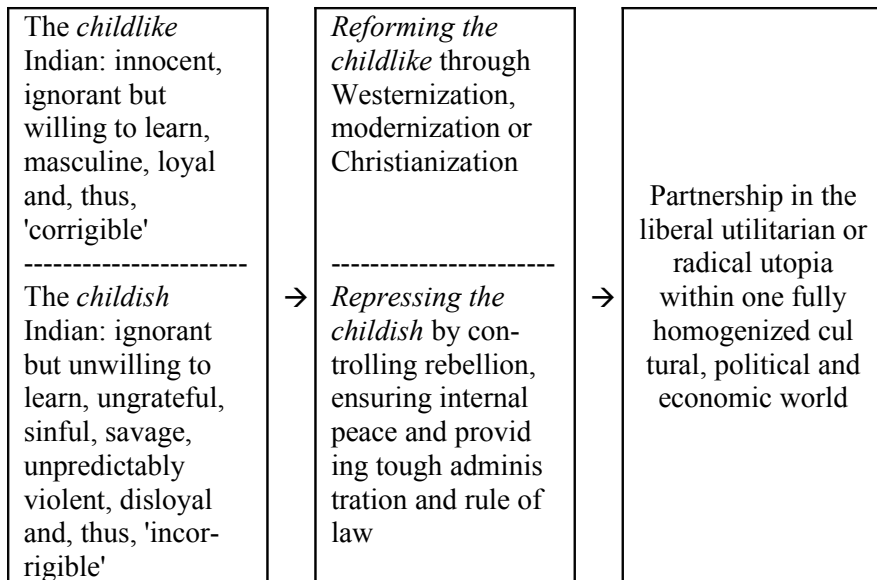 The childlike
Indian: innocent,
ignorant but
willing to learn,
masculine, loyal
and, thus,
'corrigible'
-----------------------
The childish
Indian: ignorant
but unwilling to
learn, ungrateful,
sinful, savage,
unpredictably
violent, disloyal
and, thus, 'incor-
rigible'
→
Reforming the
childlike through
Westernization,
modernization or
Christianization
-----------------------
Repressing the
childish by con-
trolling rebellion,
ensuring internal
peace and provid
ing tough adminis
tration and rule of
law
→
Partnership in the
liberal utilitarian or
radical utopia
within one fully
homogenized cul
tural, political and
economic world